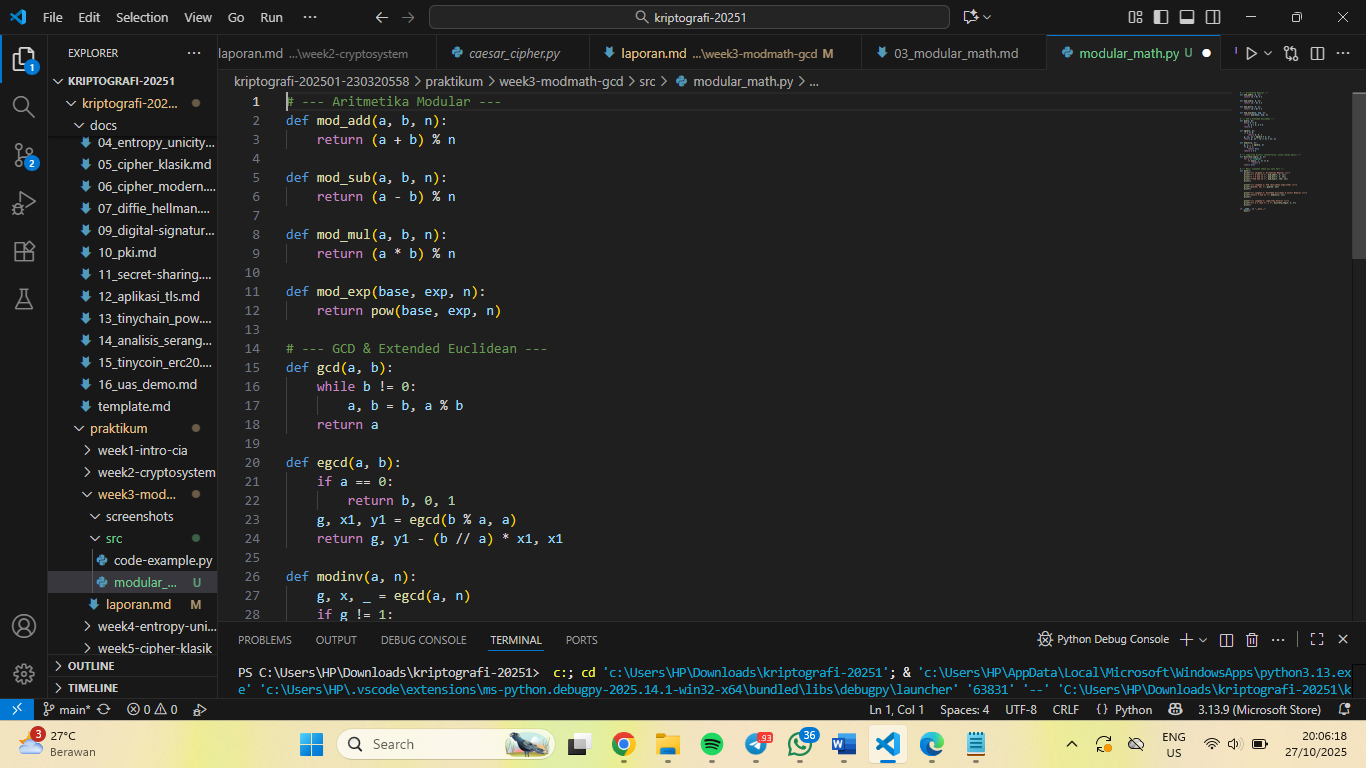 File Edit Selection View Go Run ··· kriptografi-20251
EXPLORER ···
KRIPTOGRAFI-20251
kriptografi-202...
docs
04_entropy_unicity...
05_cipher_klasik.md
06_cipher_modern....
07_diffie_hellman....
09_digital-signatur...
10_pki.md
11_secret-sharing....
12_aplikasi_tls.md
13_tinychain_pow....
14_analisis_serang...
15_tinycoin_erc20....
16_uas_demo.md
template.md
praktikum
week1-intro-cia
week2-cryptosystem
week3-mod...
screenshots
src
code-example.py
modular_... U
laporan.md M
week4-entropy-uni...
week5-cipher-klasik
OUTLINE
TIMELINE
1
2
laporan.md ...\week2-cryptosystem caesar_cipher.py laporan.md ...\week3-modmath-gcd M 03_modular_math.md modular_math.py U
kriptografi-202501-230320558 > praktikum > week3-modmath-gcd > src > modular_math.py > ...
1 # --- Aritmetika Modular ---
2 def mod_add(a, b, n):
3 return (a + b) % n
4
5 def mod_sub(a, b, n):
6 return (a - b) % n
7
8 def mod_mul(a, b, n):
9 return (a * b) % n
10
11 def mod_exp(base, exp, n):
12 return pow(base, exp, n)
13
14 # --- GCD & Extended Euclidean ---
15 def gcd(a, b):
16 while b != 0:
17 a, b = b, a % b
18 return a
19
20 def egcd(a, b):
21 if a == 0:
22 return b, 0, 1
23 g, x1, y1 = egcd(b % a, a)
24 return g, y1 - (b // a) * x1, x1
25
26 def modinv(a, n):
27 g, x, _ = egcd(a, n)
28 if g != 1:
PROBLEMS OUTPUT DEBUG CONSOLE TERMINAL PORTS Python Debug Console
PS C:\Users\HP\Downloads\kriptografi-20251> c:; cd 'c:\Users\HP\Downloads\kriptografi-20251'; & 'c:\Users\HP\AppData\Local\Microsoft\WindowsApps\python3.13.ex
e' 'c:\Users\HP\.vscode\extensions\ms-python.debugpy-2025.14.1-win32-x64\bundled\libs\debugpy\launcher' '63831' '--' 'C:\Users\HP\Downloads\kriptografi-20251\k
main* 0 0 Ln 1, Col 1 Spaces: 4 UTF-8 CRLF {} Python 3.13.9 (Microsoft Store)
3 27°C
Berawan
Search
93
36
ENG
US
20:06:18
27/10/2025